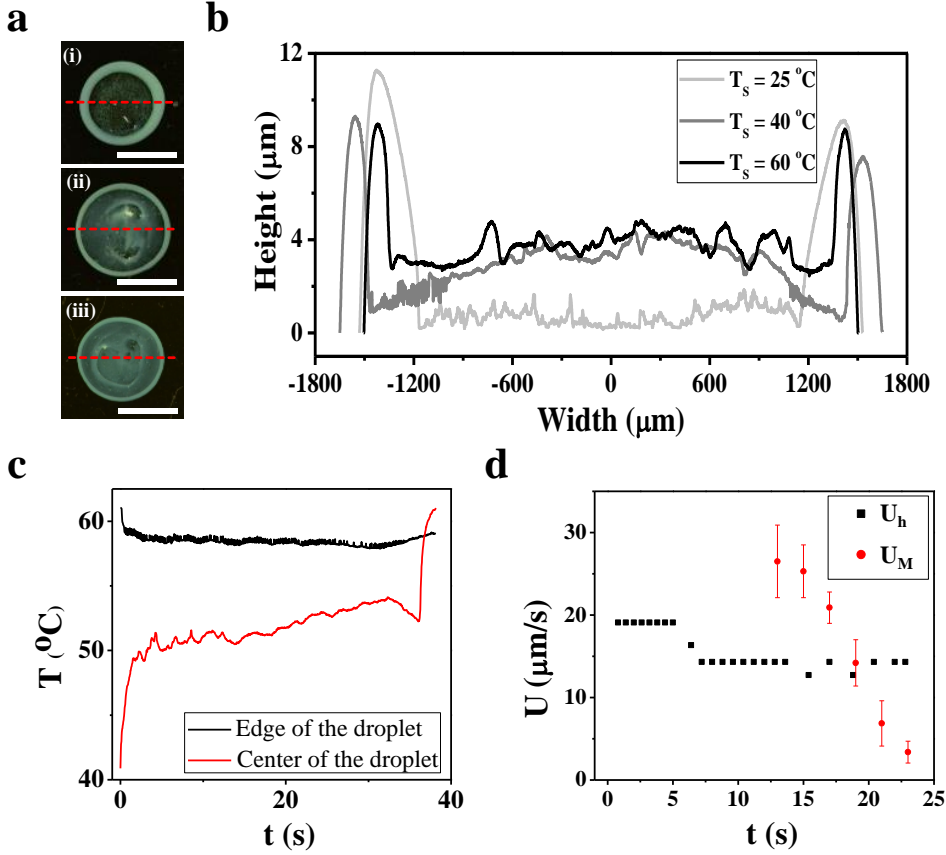 a
(i)
(ii)
(iii)
b
Height (μm)
12
8
4
0
T_S = 25 °C
T_S = 40 °C
T_S = 60 °C
-1800 -1200 -600 0 600 1200 1800
Width (μm)
c
T (°C)
60
50
40
Edge of the droplet
Center of the droplet
0 20 40
t (s)
d
U (μm/s)
30
20
10
0
U_h
U_M
0 5 10 15 20 25
t (s)